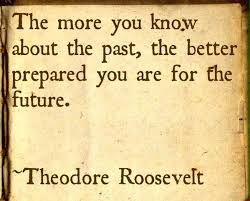 The more you know
about the past, the better
prepared you are for the
future.
~Theodore Roosevelt